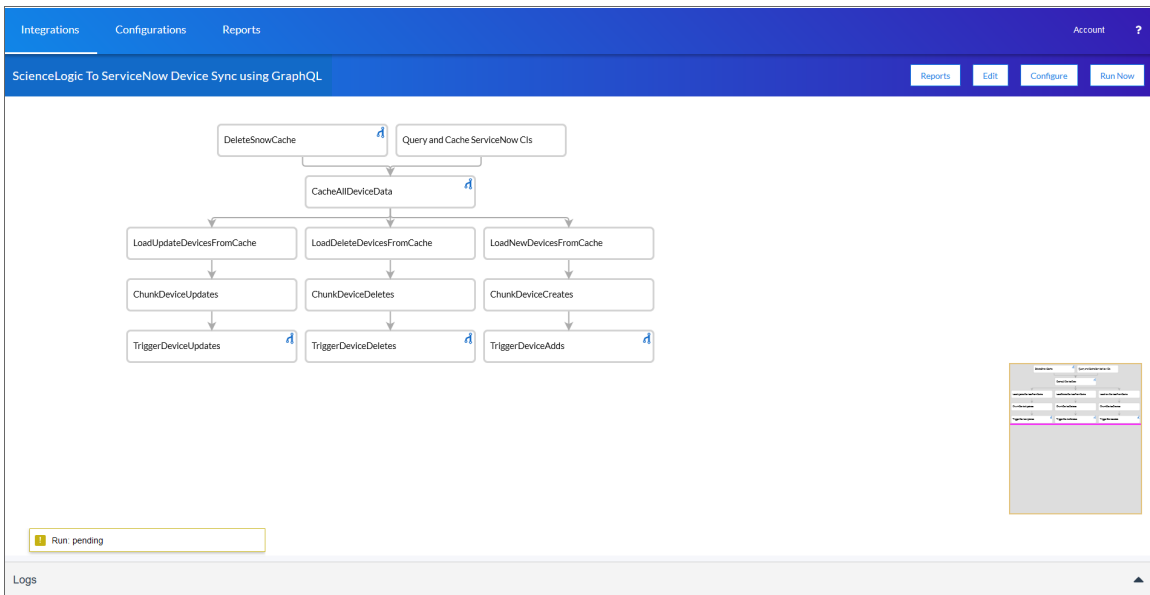 Integrations Configurations Reports Account ?
ScienceLogic To ServiceNow Device Sync using GraphQL Reports Edit Configure Run Now
DeleteSnowCache Query and Cache ServiceNow CIs
CacheAllDeviceData
LoadUpdateDevicesFromCache LoadDeleteDevicesFromCache LoadNewDevicesFromCache
ChunkDeviceUpdates ChunkDeviceDeletes ChunkDeviceCreates
TriggerDeviceUpdates TriggerDeviceDeletes TriggerDeviceAdds
! Run: pending
Logs